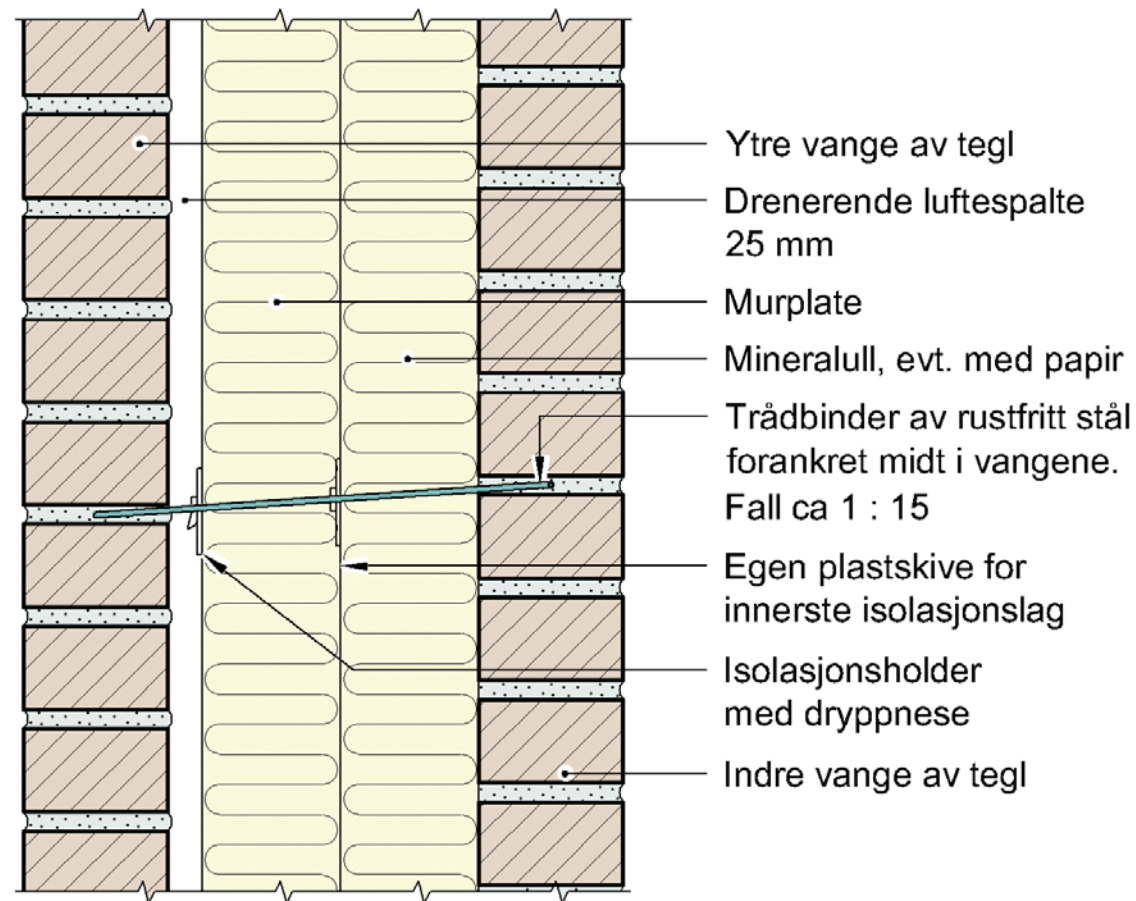 Ytre vange av tegl
Drenerende luftespalte
25 mm
Murplate
Mineralull, evt. med papir
Trådbinder av rustfritt stål
forankret midt i vangene.
Fall ca 1 : 15
Egen plastskive for
innerste isolasjonslag
Isolasjonsholder
med dryppnese
Indre vange av tegl